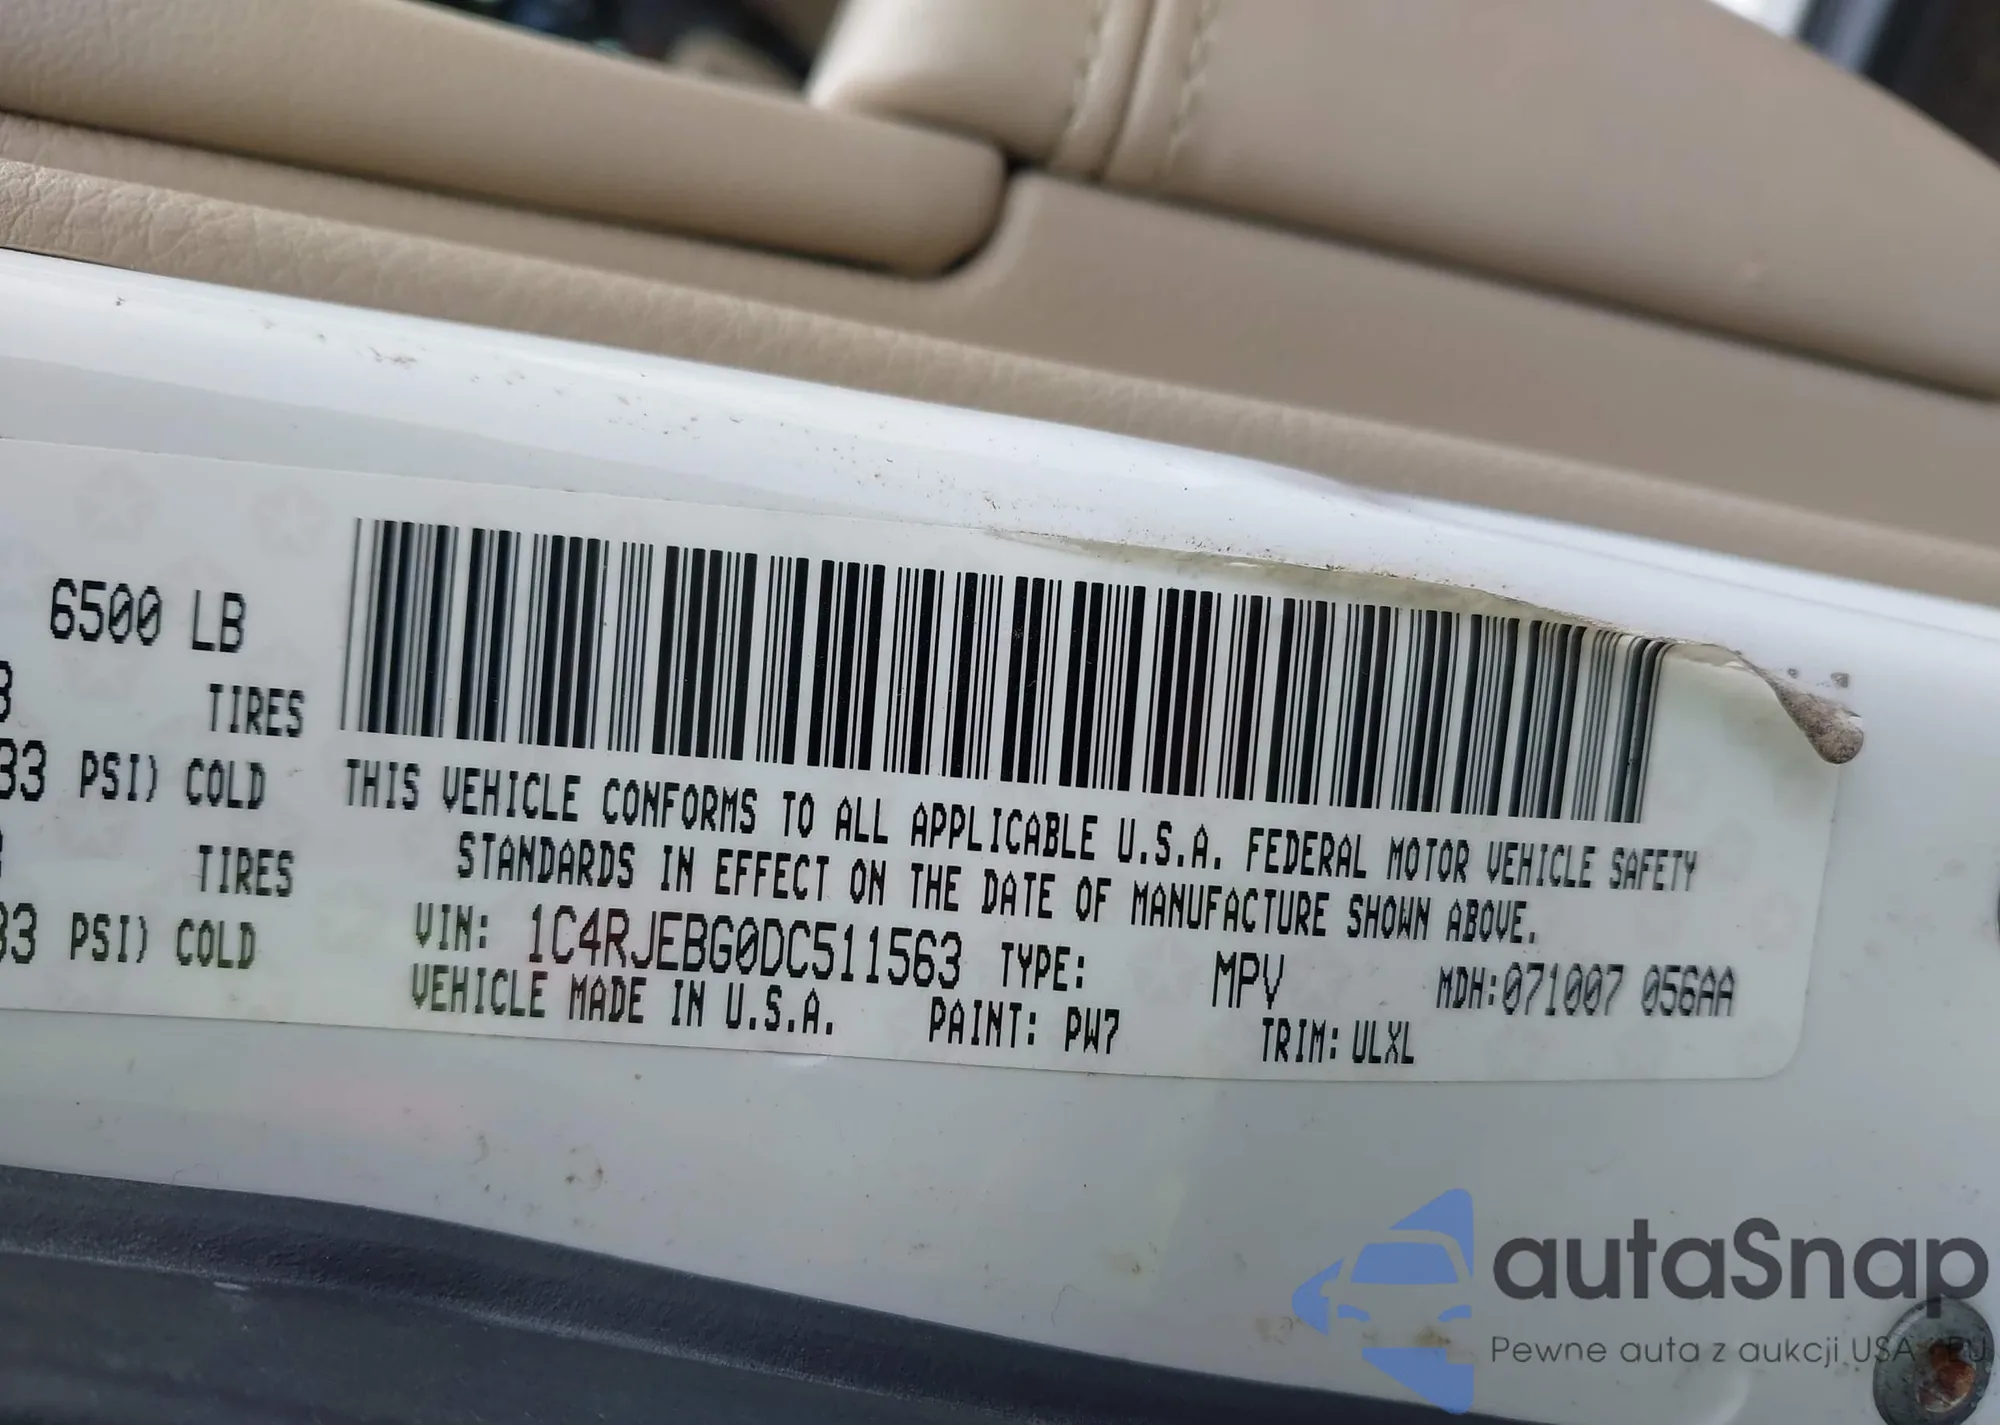 6500 LB
TIRES
33 PSI) COLD
TIRES
33 PSI) COLD
THIS VEHICLE CONFORMS TO ALL APPLICABLE U.S.A. FEDERAL MOTOR VEHICLE SAFETY
STANDARDS IN EFFECT ON THE DATE OF MANUFACTURE SHOWN ABOVE.
VIN: 1C4RJEBG0DC511563 TYPE: MPV MDH:071007 056AA
VEHICLE MADE IN U.S.A. PAINT: PW7 TRIM: ULXL
autaSnap
Pewne auta z aukcji USA i EU